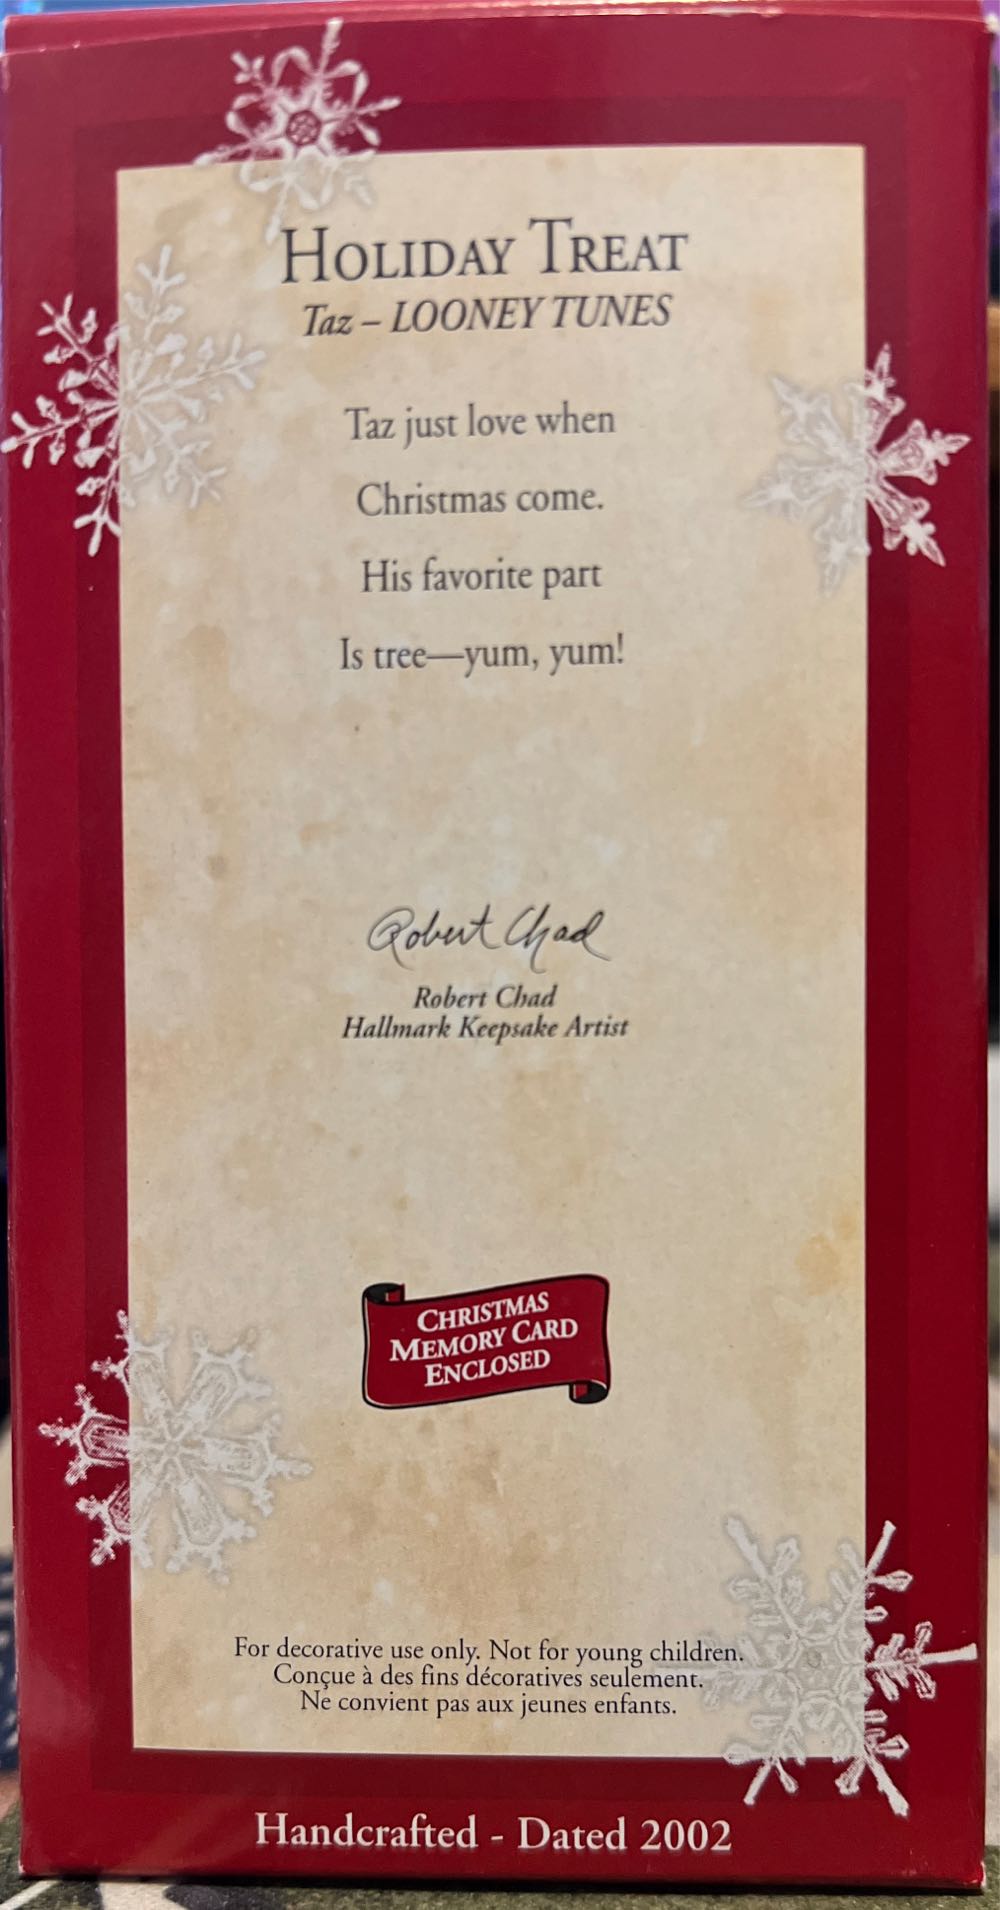 HOLIDAY TREAT
Taz – LOONEY TUNES
Taz just love when
Christmas come.
His favorite part
Is tree—yum, yum!
Robert Chad
Robert Chad
Hallmark Keepsake Artist
CHRISTMAS
MEMORY CARD
ENCLOSED
For decorative use only. Not for young children.
Conçue à des fins décoratives seulement.
Ne convient pas aux jeunes enfants.
Handcrafted - Dated 2002